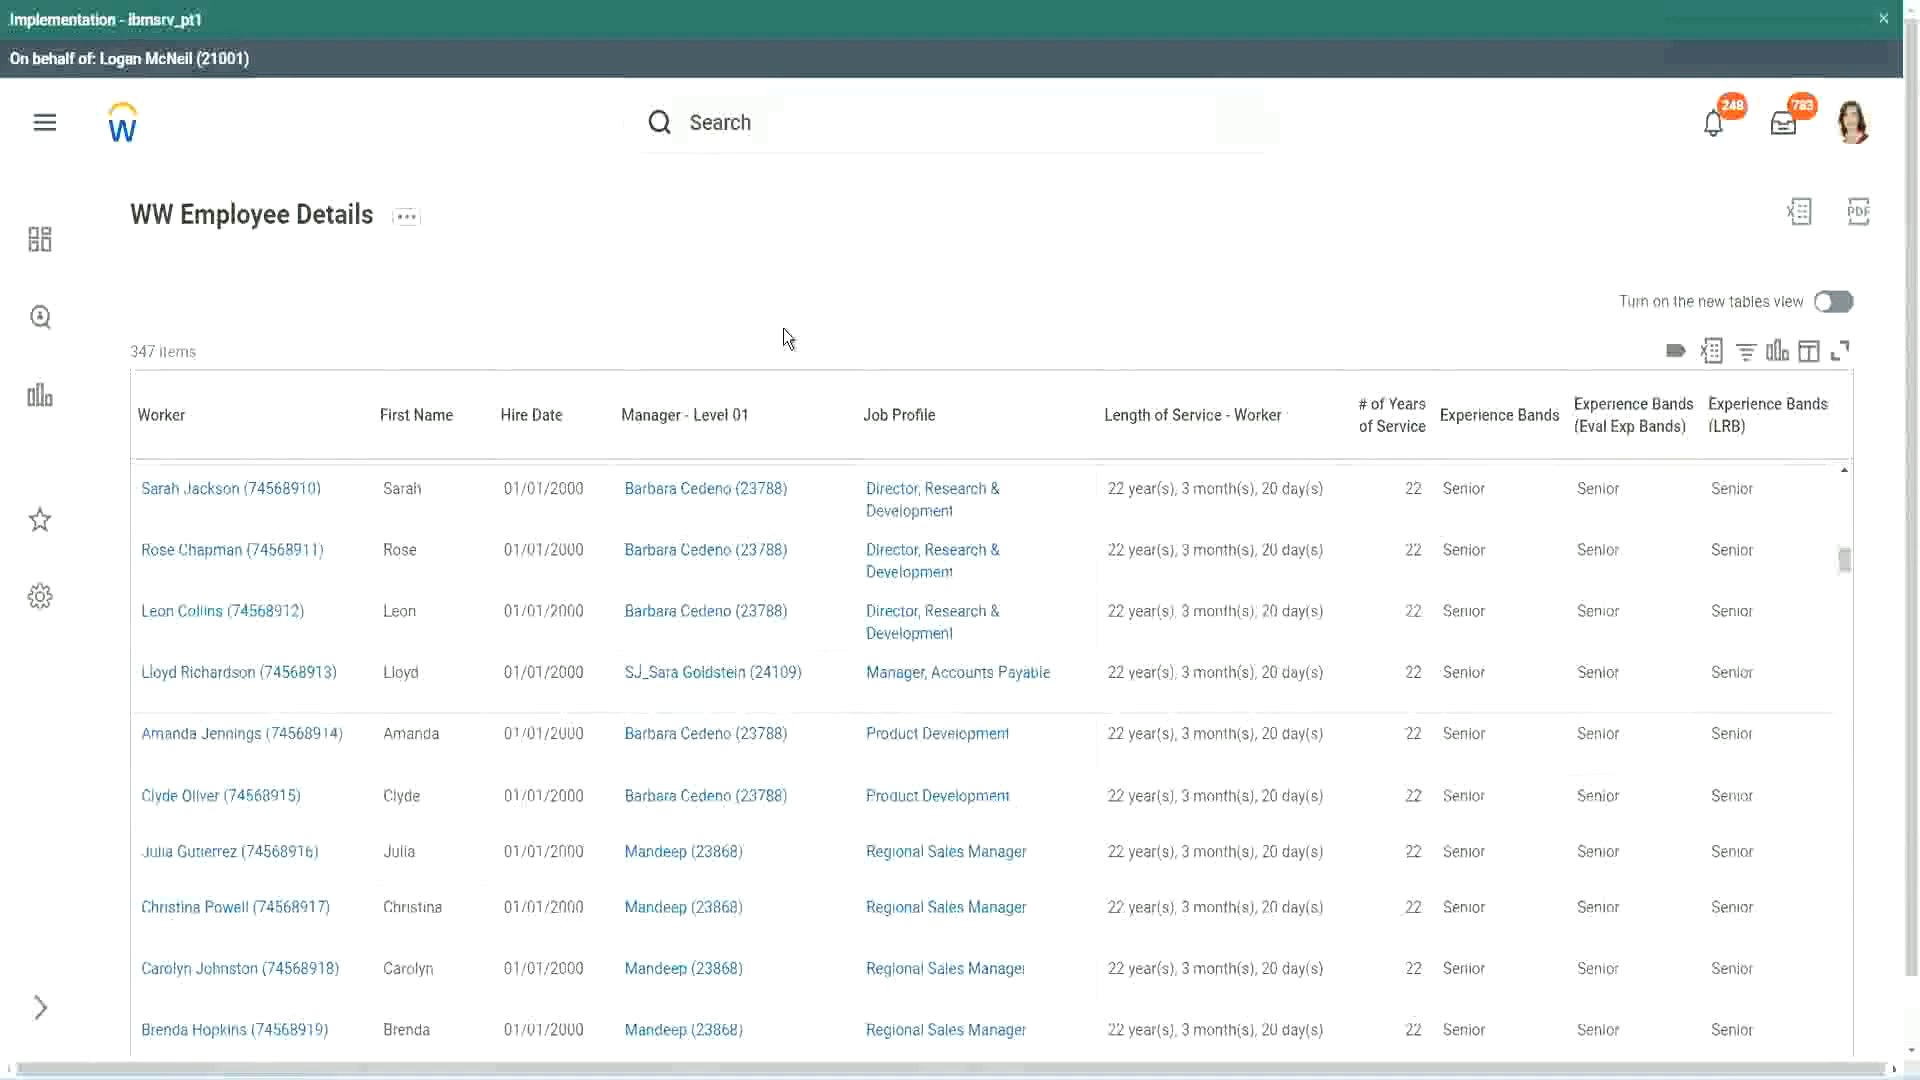 Implementation - ibmsrv_pt1
On behalf of: Logan McNeil (21001)
W
Search
248
783
WW Employee Details
PDF
Turn on the new tables view
347 items
Worker First Name Hire Date Manager - Level 01 Job Profile Length of Service - Worker # of Years of Service Experience Bands Experience Bands (Eval Exp Bands) Experience Bands (LRB)
Sarah Jackson (74568910) Sarah 01/01/2000 Barbara Cedeno (23788) Director, Research & Development 22 year(s), 3 month(s), 20 day(s) 22 Senior Senior Senior
Rose Chapman (74568911) Rose 01/01/2000 Barbara Cedeno (23788) Director, Research & Development 22 year(s), 3 month(s), 20 day(s) 22 Senior Senior Senior
Leon Collins (74568912) Leon 01/01/2000 Barbara Cedeno (23788) Director, Research & Development 22 year(s), 3 month(s), 20 day(s) 22 Senior Senior Senior
Lloyd Richardson (74568913) Lloyd 01/01/2000 SJ_Sara Goldstein (24109) Manager, Accounts Payable 22 year(s), 3 month(s), 20 day(s) 22 Senior Senior Senior
Amanda Jennings (74568914) Amanda 01/01/2000 Barbara Cedeno (23788) Product Development 22 year(s), 3 month(s), 20 day(s) 22 Senior Senior Senior
Clyde Oliver (74568915) Clyde 01/01/2000 Barbara Cedeno (23788) Product Development 22 year(s), 3 month(s), 20 day(s) 22 Senior Senior Senior
Julia Gutierrez (74568916) Julia 01/01/2000 Mandeep (23868) Regional Sales Manager 22 year(s), 3 month(s), 20 day(s) 22 Senior Senior Senior
Christina Powell (74568917) Christina 01/01/2000 Mandeep (23868) Regional Sales Manager 22 year(s), 3 month(s), 20 day(s) 22 Senior Senior Senior
Carolyn Johnston (74568918) Carolyn 01/01/2000 Mandeep (23868) Regional Sales Manager 22 year(s), 3 month(s), 20 day(s) 22 Senior Senior Senior
Brenda Hopkins (74568919) Brenda 01/01/2000 Mandeep (23868) Regional Sales Manager 22 year(s), 3 month(s), 20 day(s) 22 Senior Senior Senior